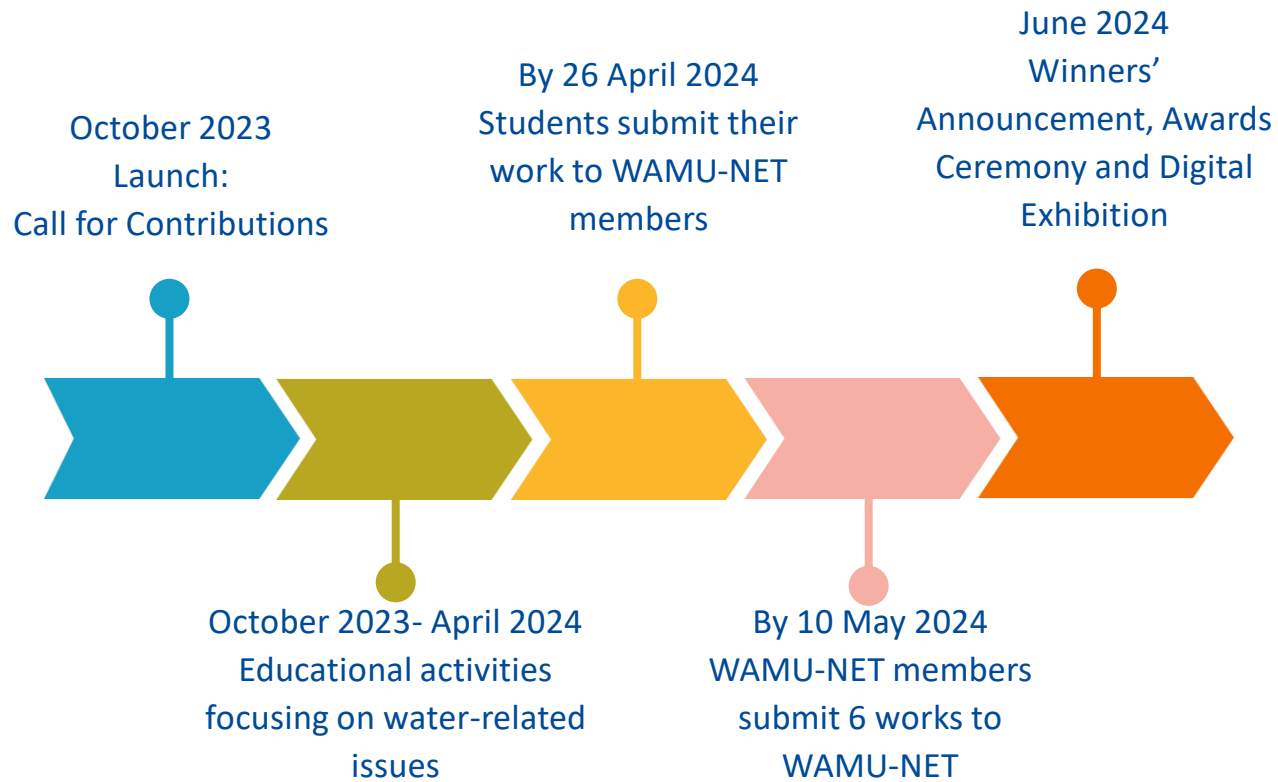 October 2023
Launch:
Call for Contributions
October 2023- April 2024
Educational activities
focusing on water-related
issues
By 26 April 2024
Students submit their
work to WAMU-NET
members
By 10 May 2024
WAMU-NET members
submit 6 works to
WAMU-NET
June 2024
Winners’
Announcement, Awards
Ceremony and Digital
Exhibition